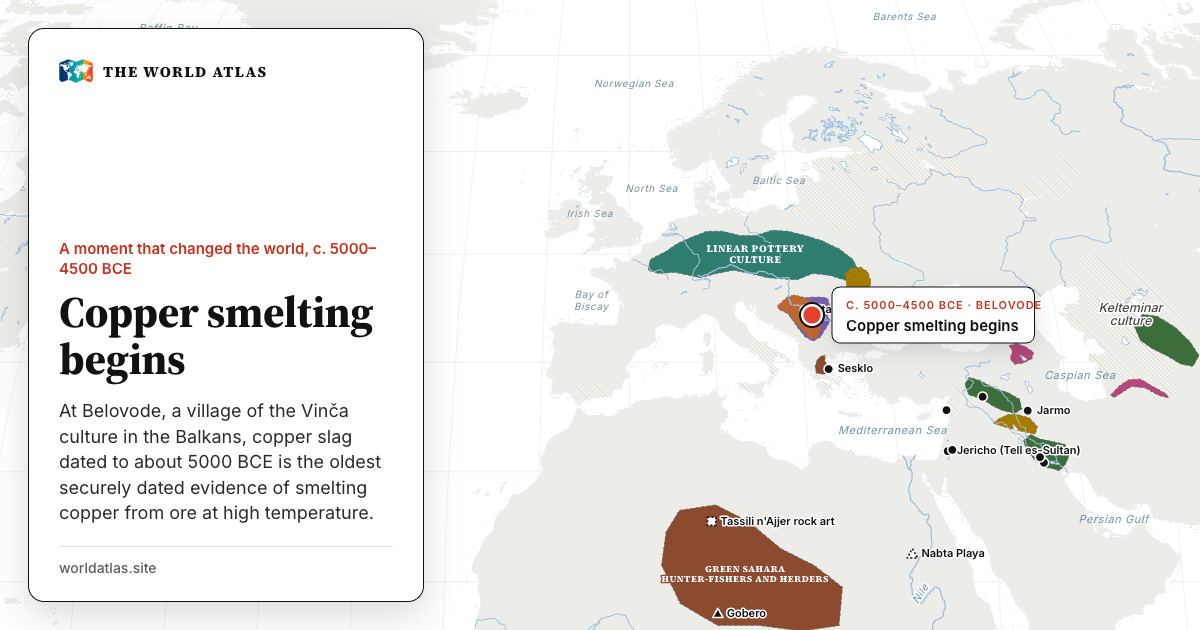 Baffin Bay
Barents Sea
THE WORLD ATLAS
Norwegian Sea
Baltic Sea
North Sea
Irish Sea
A moment that changed the world, c. 5000–
4500 BCE
Copper smelting
begins
At Belovode, a village of the Vinča
culture in the Balkans, copper slag
dated to about 5000 BCE is the oldest
securely dated evidence of smelting
copper from ore at high temperature.
worldatlas.site
LINEAR POTTERY
CULTURE
Bay of
Biscay
C. 5000–4500 BCE · BELOVODE
Copper smelting begins
Kelteminar
culture
Sesklo
Caspian Sea
Jarmo
Mediterranean Sea
Jericho (Tell es-Sultan)
Persian Gulf
Tassili n'Ajjer rock art
Nabta Playa
GREEN SAHARA
HUNTER-FISHERS AND HERDERS
Nile
Gobero